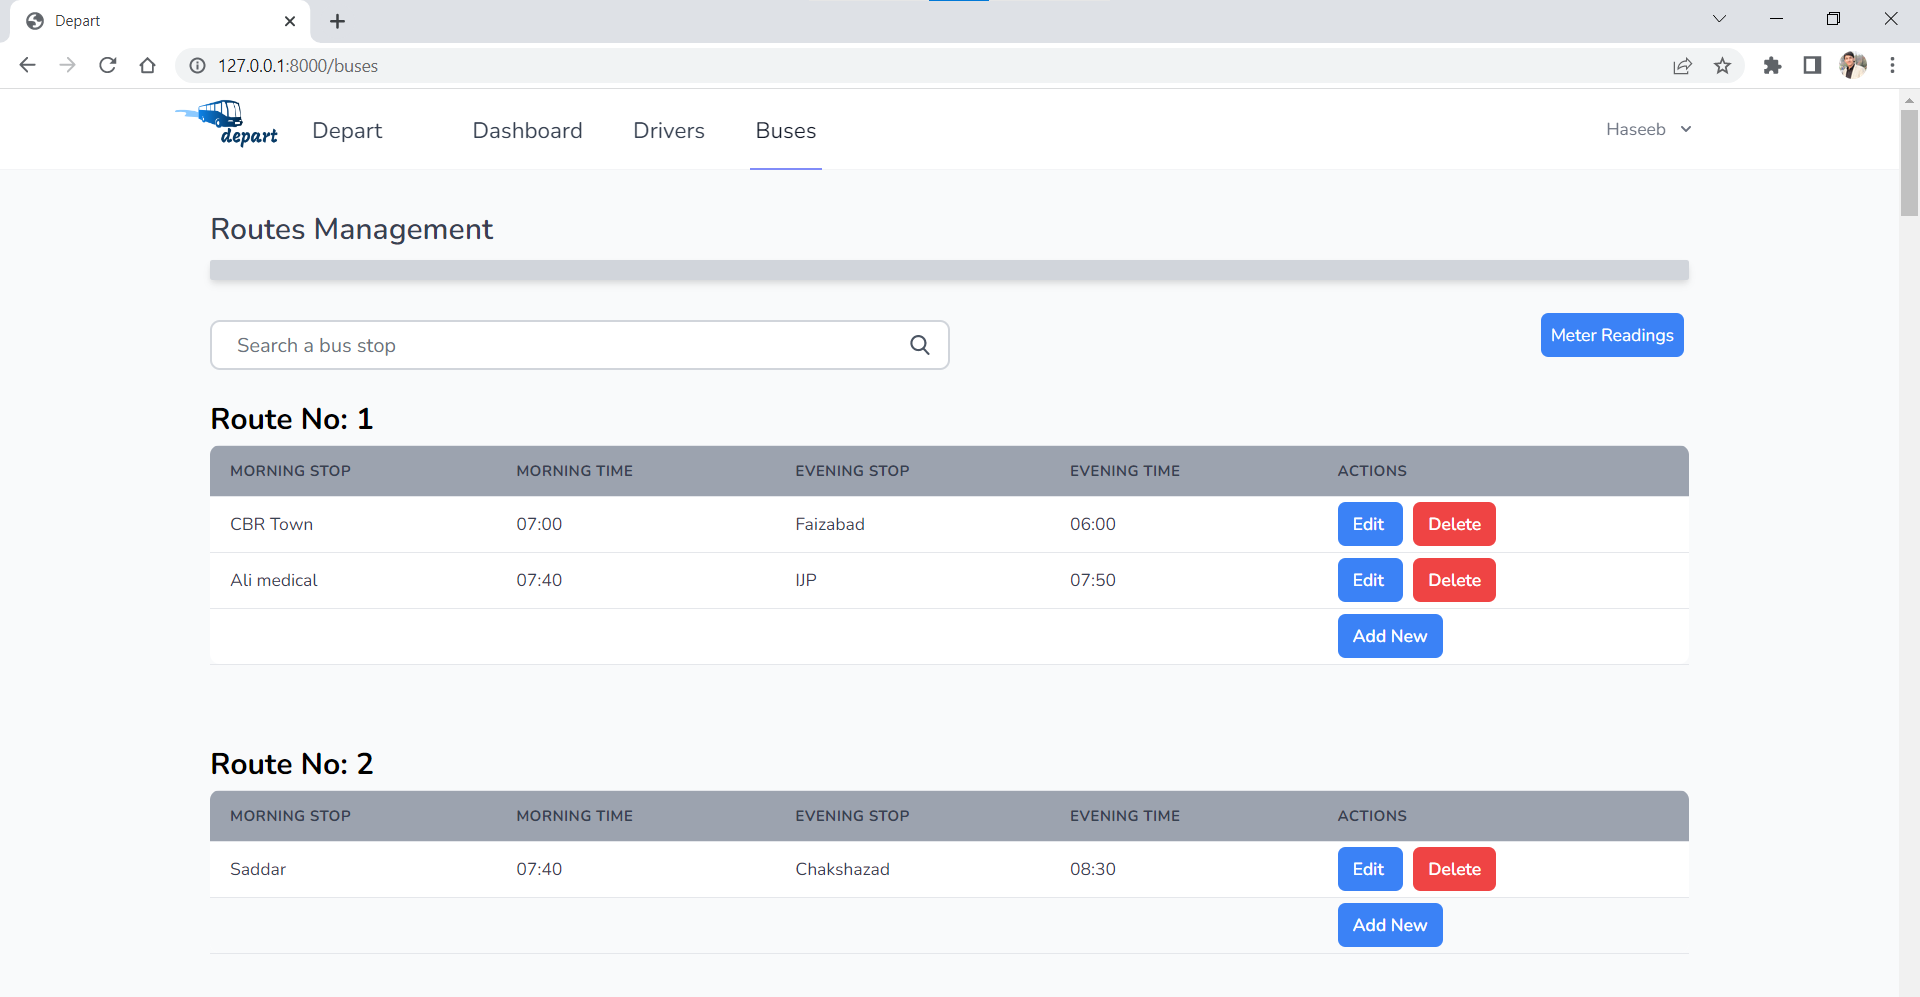 Depart
127.0.0.1:8000/buses
depart
Depart Dashboard Drivers Buses Haseeb
Routes Management
Search a bus stop
Meter Readings
Route No: 1
MORNING STOP MORNING TIME EVENING STOP EVENING TIME ACTIONS
CBR Town 07:00 Faizabad 06:00 Edit Delete
Ali medical 07:40 IJP 07:50 Edit Delete
Add New
Route No: 2
MORNING STOP MORNING TIME EVENING STOP EVENING TIME ACTIONS
Saddar 07:40 Chakshazad 08:30 Edit Delete
Add New